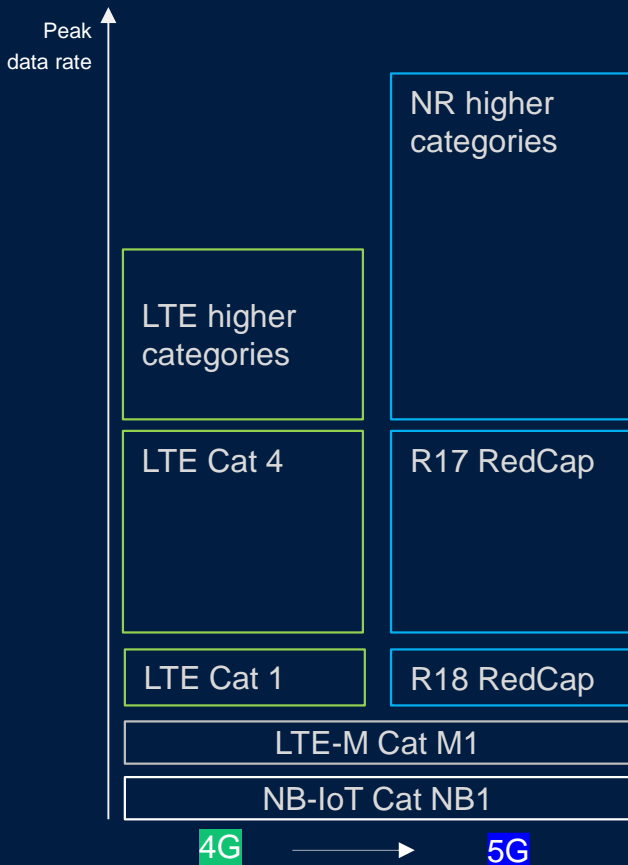 Peak
data rate
NR higher
categories
LTE higher
categories
LTE Cat 4
R17 RedCap
LTE Cat 1
R18 RedCap
LTE-M Cat M1
NB-IoT Cat NB1
4G
5G